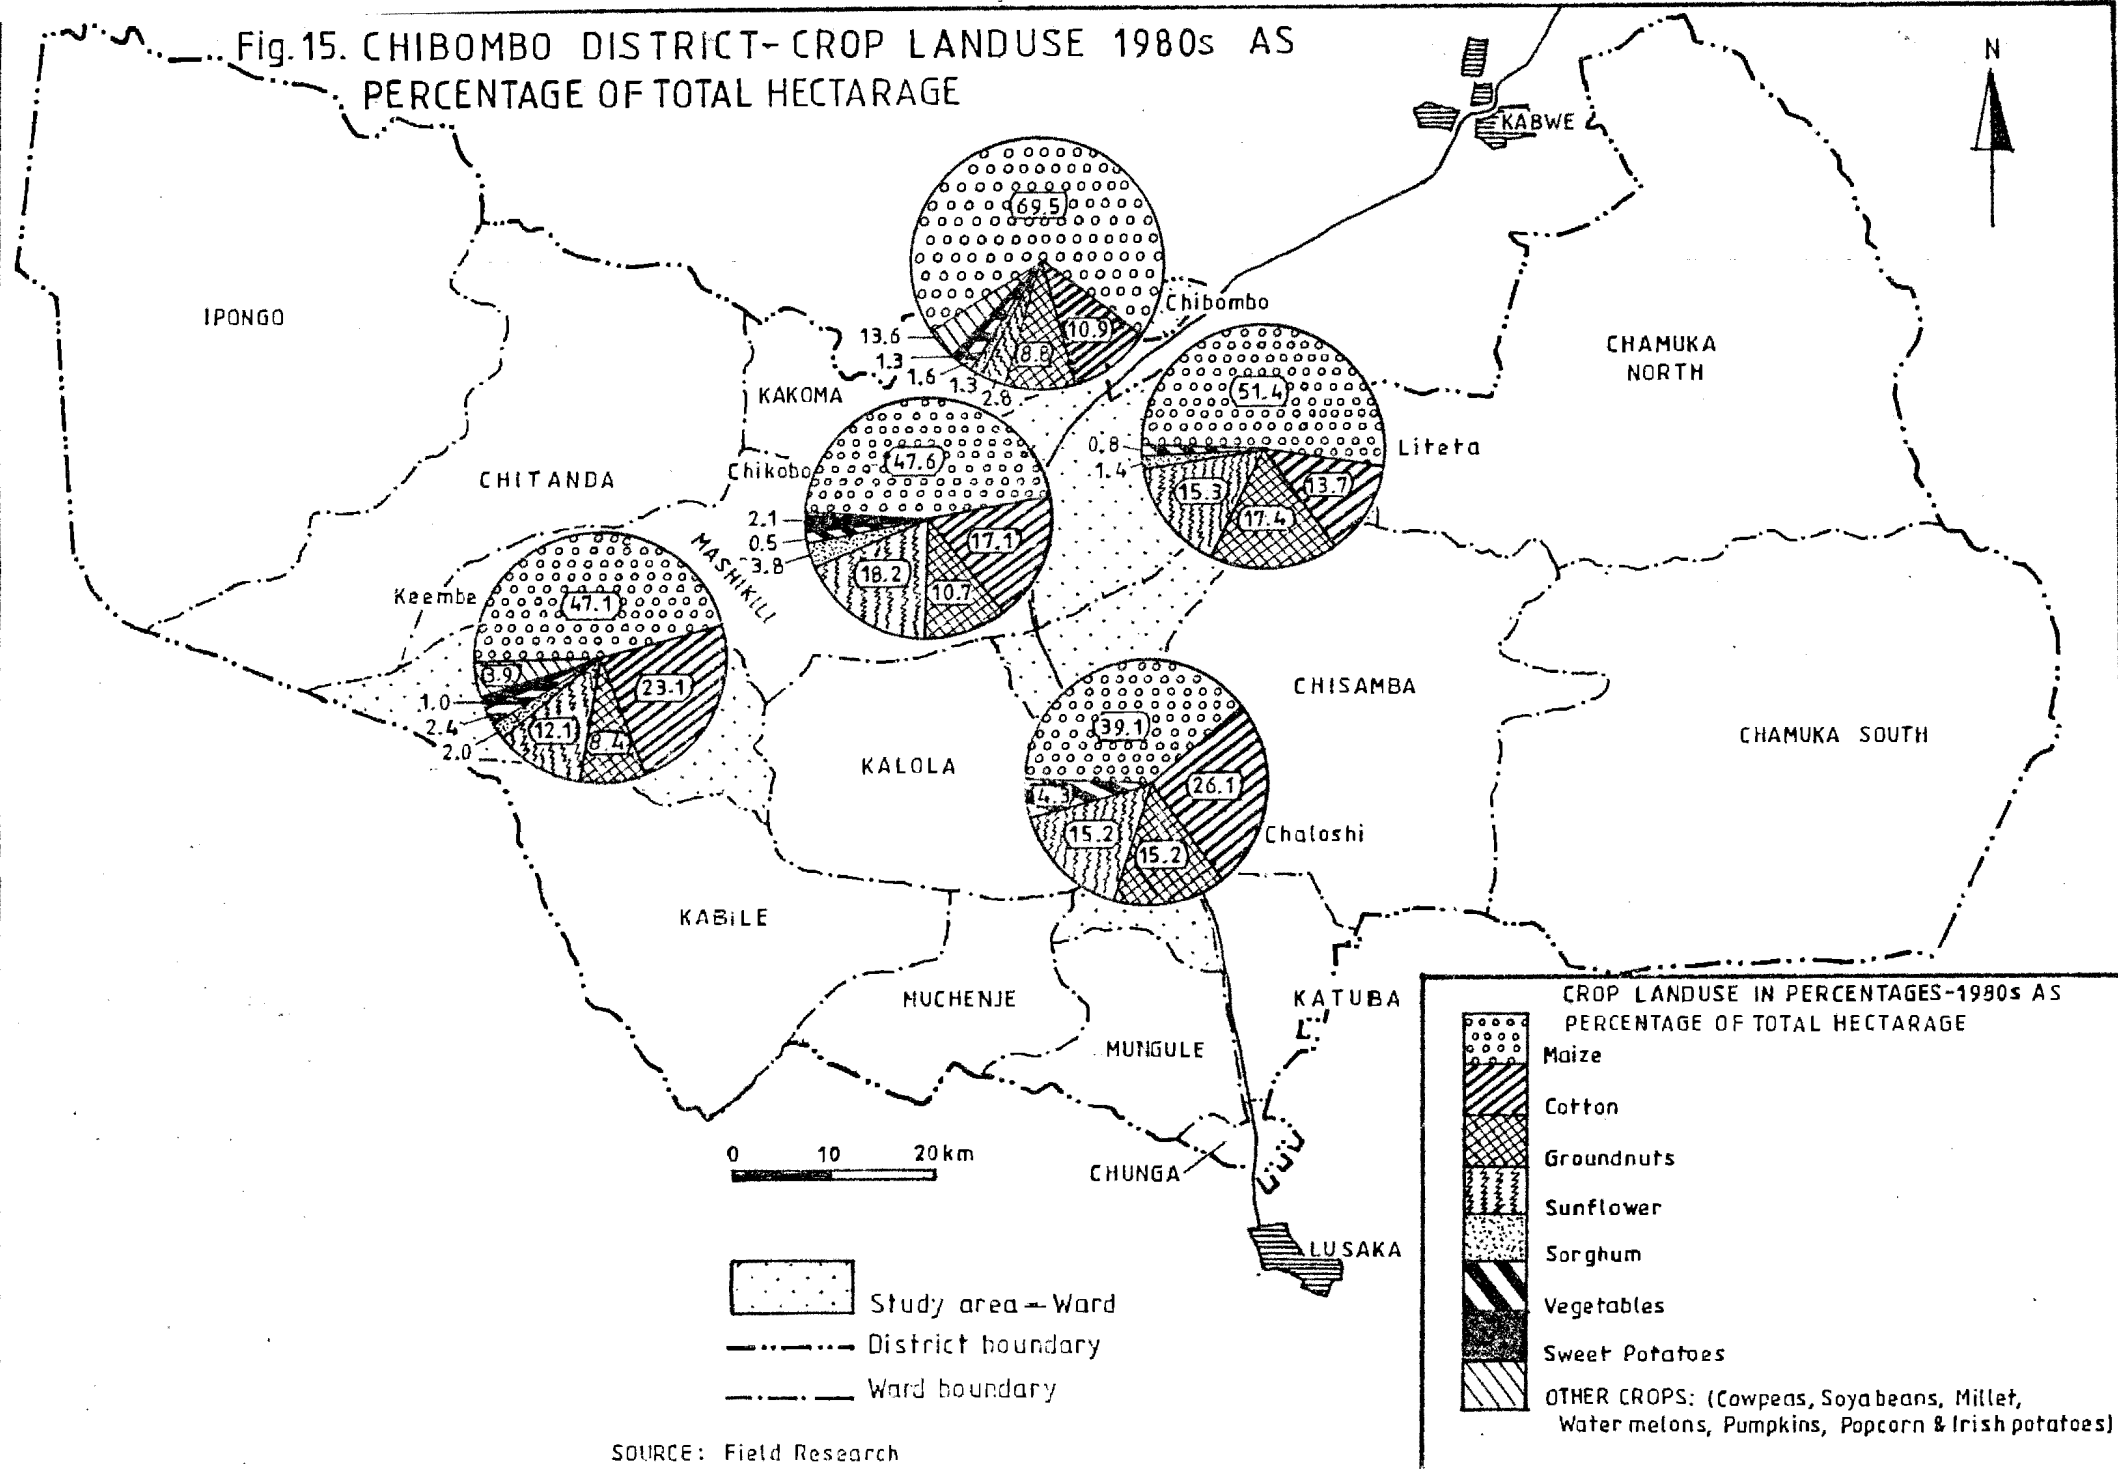 Fig.15. CHIBOMBO DISTRICT-CROP LANDUSE 1980s AS
PERCENTAGE OF TOTAL HECTARAGE
N
KABWE
69.5
IPONGO
Chibombo
13.6
10.9
8.8
1.3
1.6
1.3
2.8
CHAMUKA
NORTH
KAKOMA
51.4
0.8
1.4
Liteta
15.3
13.7
17.4
CHITANDA
Chikobo
47.6
2.1
0.5
3.8
17.1
18.2
10.7
MASHIKILI
Keembe
47.1
3.9
1.0
2.4
2.0
23.1
12.1
8.4
CHISAMBA
CHAMUKA SOUTH
KALOLA
39.1
4.3
26.1
15.2
15.2
Chaloshi
KABILE
MUCHENJE
KATUBA
MUNGULE
0 10 20km
CHUNGA
LUSAKA
Study area - Ward
District boundary
Ward boundary
SOURCE: Field Research
CROP LANDUSE IN PERCENTAGES-1980s AS
PERCENTAGE OF TOTAL HECTARAGE
Maize
Cotton
Groundnuts
Sunflower
Sorghum
Vegetables
Sweet Potatoes
OTHER CROPS: (Cowpeas, Soyabeans, Millet,
Water melons, Pumpkins, Popcorn & Irish potatoes)